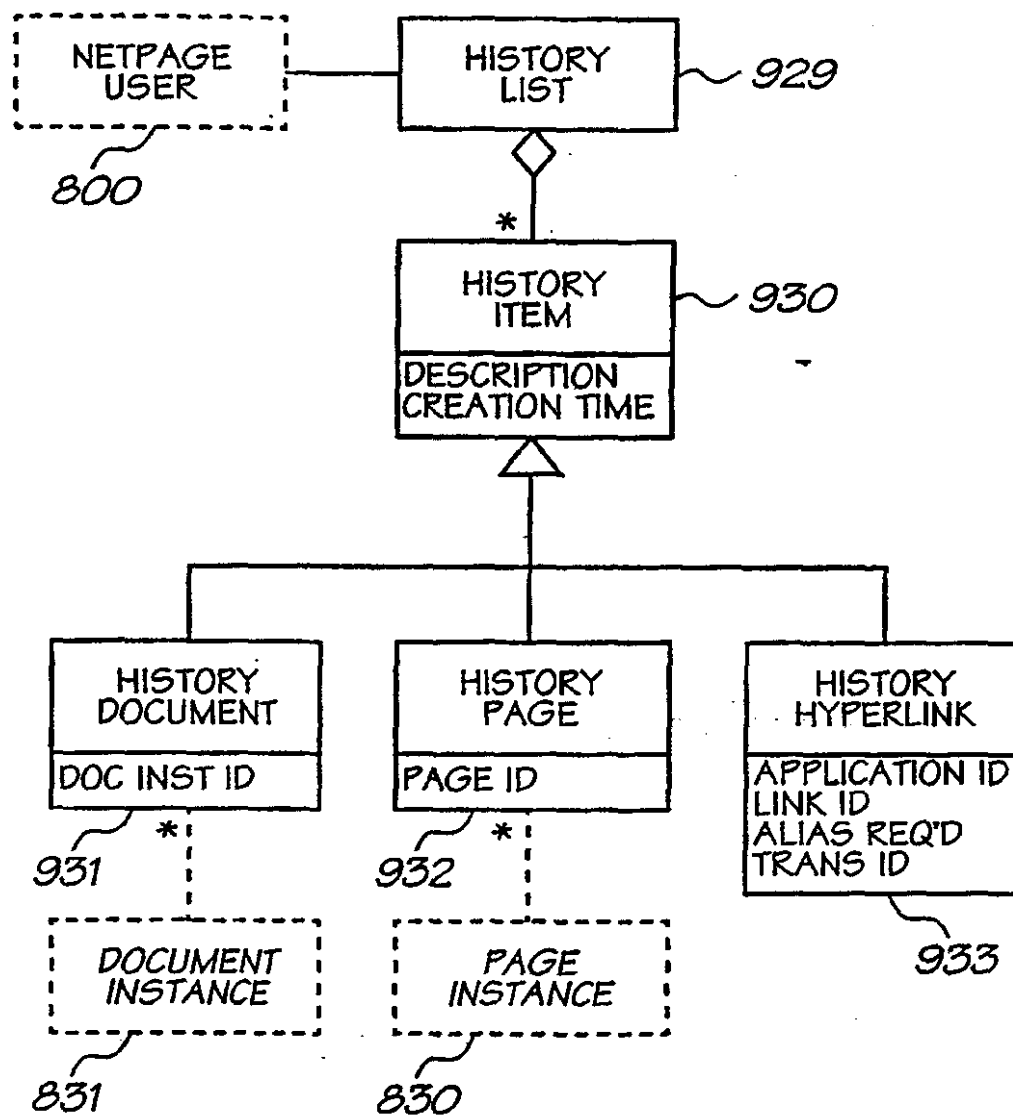 NETPAGE
USER
800
HISTORY
LIST
929
*
HISTORY
ITEM
930
DESCRIPTION
CREATION TIME
HISTORY
DOCUMENT
DOC INST ID
931
*
HISTORY
PAGE
PAGE ID
932
*
HISTORY
HYPERLINK
APPLICATION ID
LINK ID
ALIAS REQ'D
TRANS ID
933
DOCUMENT
INSTANCE
831
PAGE
INSTANCE
830